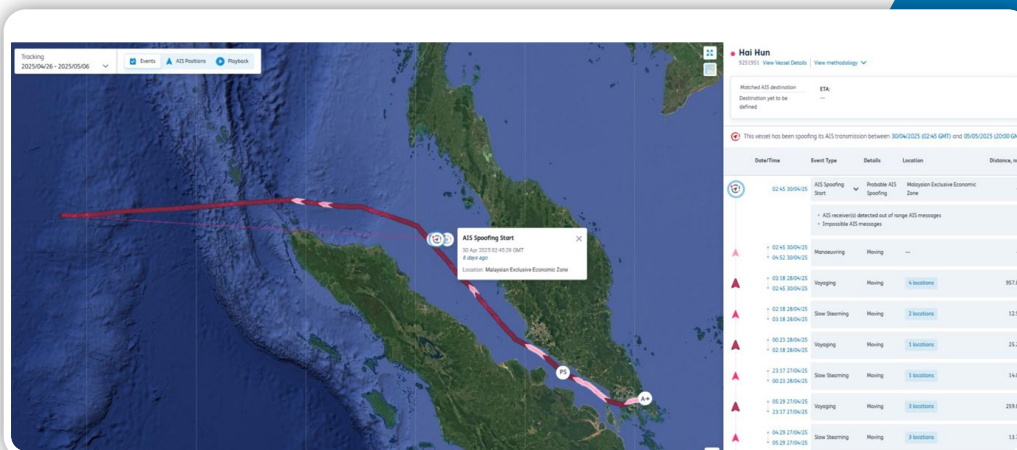 Tracking
2025/04/26 - 2025/05/06
Events
AIS Positions
Playback
AIS Spoofing Start
30 Apr 2025 02:45:29 GMT
6 days ago
Location: Malaysian Exclusive Economic Zone
PS
A
Hai Hun
9251951 View Vessel Details View methodology
Matched AIS destination
ETA:
Destination yet to be
defined
—
This vessel has been spoofing its AIS transmission between 30/04/2025 (02:45 GMT) and 05/05/2025 (20:00
Date/Time Event Type Details Location Distance,
02:45 30/04/25 AIS Spoofing Start Probable AIS Spoofing Malaysian Exclusive Economic Zone
• AIS receiver(s) detected out of range AIS messages
• Impossible AIS messages
02:45 30/04/25
04:52 30/04/25
Manoeuvring Moving —
03:18 28/04/25
02:45 30/04/25
Voyaging Moving 4 locations 957.
02:18 28/04/25
03:18 28/04/25
Slow Steaming Moving 2 locations 12.
00:23 28/04/25
02:18 28/04/25
Voyaging Moving 25.
23:37 27/04/25
00:23 28/04/25
Slow Steaming Moving
05:29 27/04/25
23:37 27/04/25
Voyaging Moving 3 locations 259.
04:29 27/04/25
05:29 27/04/25
Slow Steaming Moving 3 locations 13.